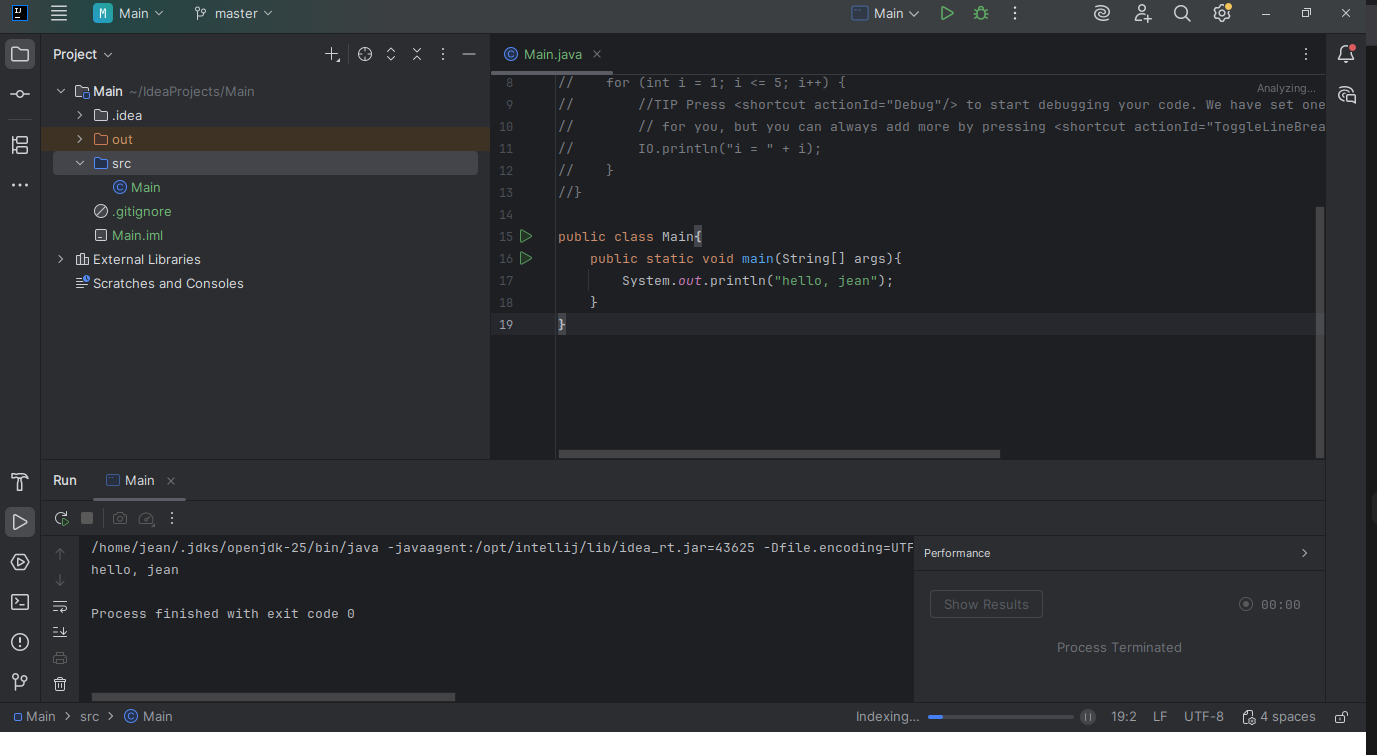 IJ
M Main master Main
Project
Main ~/IdeaProjects/Main
.idea
out
src
Main
.gitignore
Main.iml
External Libraries
Scratches and Consoles
Main.java
Analyzing...
8 //    for (int i = 1; i <= 5; i++) {
9 //        //TIP Press <shortcut actionId="Debug"/> to start debugging your code. We have set one
10 //        // for you, but you can always add more by pressing <shortcut actionId="ToggleLineBrea
11 //        IO.println("i = " + i);
12 //    }
13 //}
14
15 public class Main{
16     public static void main(String[] args){
17         System.out.println("hello, jean");
18     }
19 }
Run Main
/home/jean/.jdks/openjdk-25/bin/java -javaagent:/opt/intellij/lib/idea_rt.jar=43625 -Dfile.encoding=UTF
hello, jean
Process finished with exit code 0
Performance
Show Results 00:00
Process Terminated
Main src Main Indexing... 19:2 LF UTF-8 4 spaces